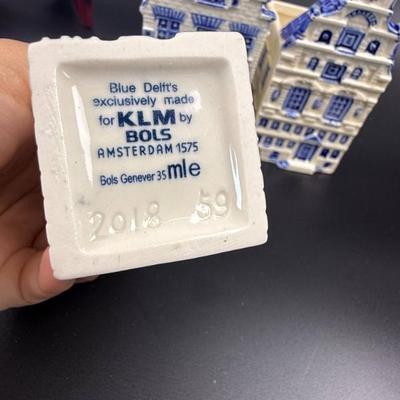 Blue Delft's
exclusively made
for KLM by
BOLS
AMSTERDAM 1575
Bols Genever 35 mle
2018 59